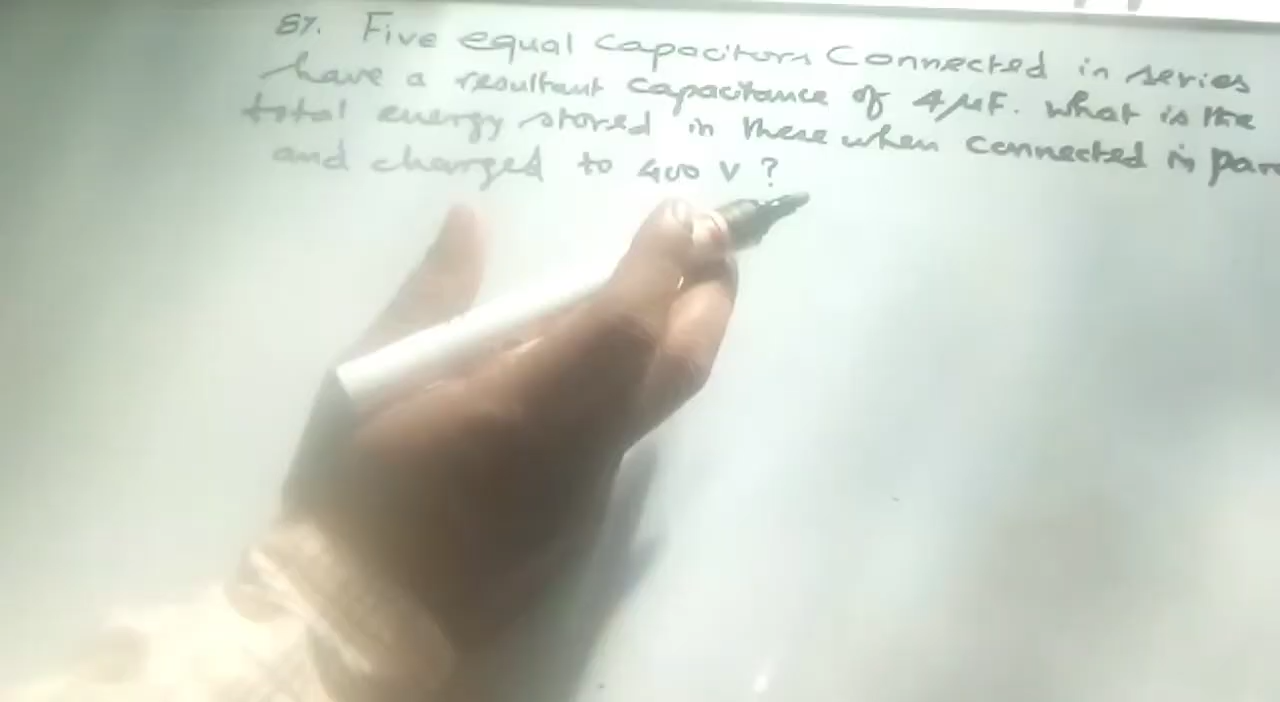 87. Five equal capacitors Connected in series
have a resultant capacitance of 4μF. What is the
total energy stored in these when connected in par
and charged to 400 V?